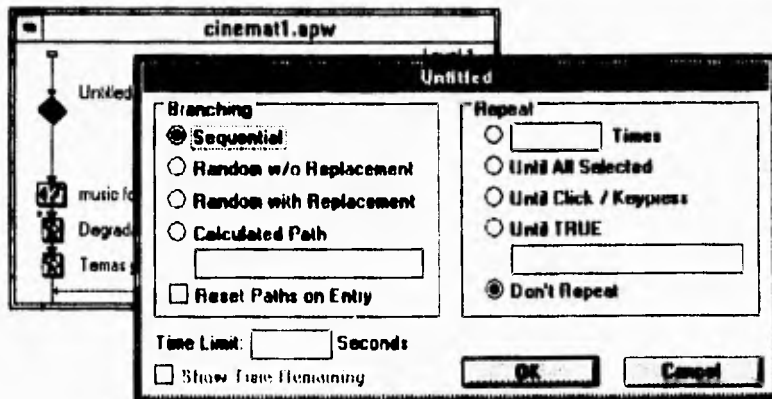 cinemat1.apw
Level 1
Untitled
Untitled
Branching
Sequential
Random w/o Replacement
Random with Replacement
Calculated Path
Reset Paths on Entry
Time Limit: Seconds
Show Time Remaining
Repeat
Times
Until All Selected
Until Click / Keypress
Until TRUE
Don't Repeat
OK Cancel
music fo
Degrada
Temas